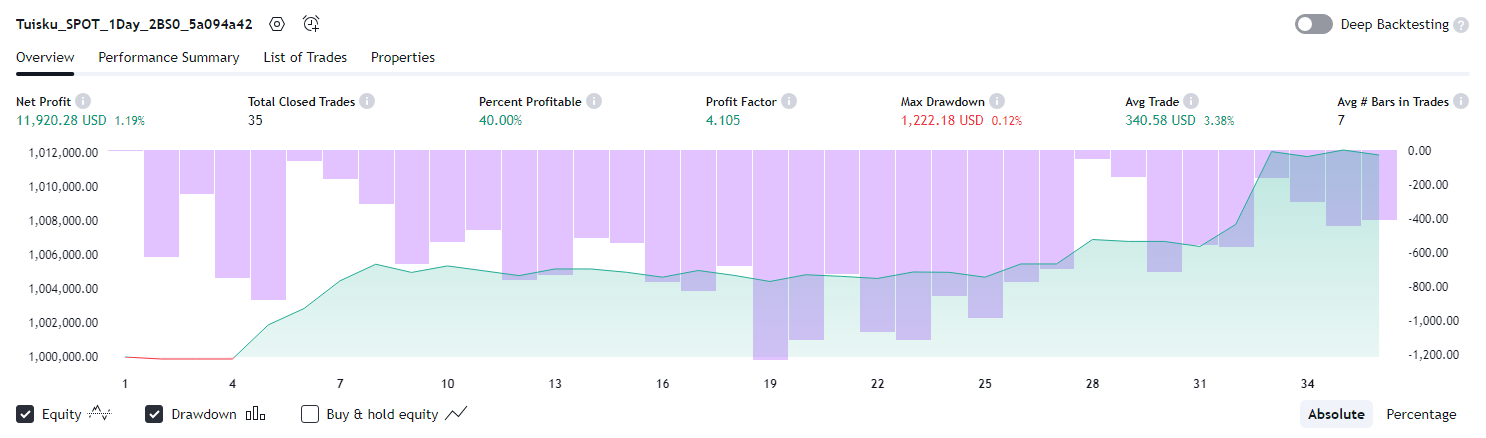 Tuisku_SPOT_1Day_2BS0_5a094a42 Deep Backtesting
Overview Performance Summary List of Trades Properties
Net Profit Total Closed Trades Percent Profitable Profit Factor Max Drawdown Avg Trade Avg # Bars in Trades
11,920.28 USD 1.19% 35 40.00% 4.105 1,222.18 USD 0.12% 340.58 USD 3.38% 7
1,012,000.00 0.00
1,010,000.00 -200.00
1,008,000.00 -400.00
1,006,000.00 -600.00
1,004,000.00 -800.00
1,002,000.00 -1,000.00
1,000,000.00 -1,200.00
1 4 7 10 13 16 19 22 25 28 31 34
Equity Drawdown Buy & hold equity Absolute Percentage